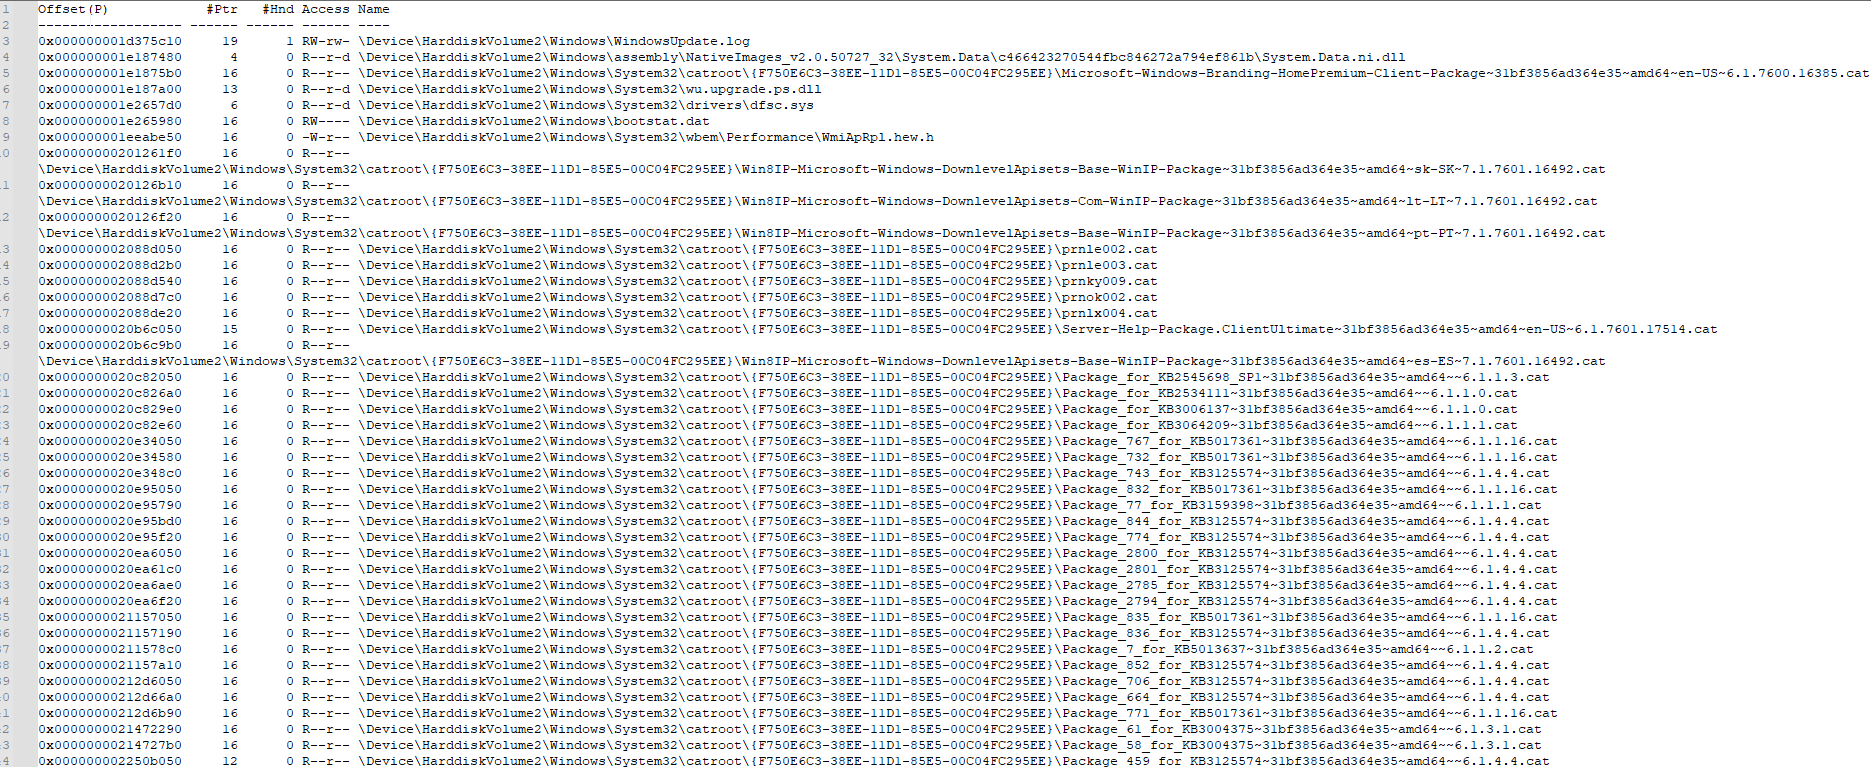 1 Offset(P) #Ptr #Hnd Access Name
2 ------------------ ------ ------ ------ ----
3 0x000000001d375c10 19 1 RW-rw- \Device\HarddiskVolume2\Windows\WindowsUpdate.log
4 0x000000001e187480 4 0 R--r-d \Device\HarddiskVolume2\Windows\assembly\NativeImages_v2.0.50727_32\System.Data\c466423270544fbc846272a794ef861b\System.Data.ni.dll
5 0x000000001e1875b0 16 0 R--r-- \Device\HarddiskVolume2\Windows\System32\catroot\{F750E6C3-38EE-11D1-85E5-00C04FC295EE}\Microsoft-Windows-Branding-HomePremium-Client-Package~31bf3856ad364e35~amd64~en-US~6.1.7600.16385.cat
6 0x000000001e187a00 13 0 R--r-d \Device\HarddiskVolume2\Windows\System32\wu.upgrade.ps.dll
7 0x000000001e2657d0 6 0 R--r-d \Device\HarddiskVolume2\Windows\System32\drivers\dfsc.sys
8 0x000000001e265980 16 0 RW---- \Device\HarddiskVolume2\Windows\bootstat.dat
9 0x000000001eeabe50 16 0 -W-r-- \Device\HarddiskVolume2\Windows\System32\wbem\Performance\WmiApRpl.hew.h
10 0x00000000201261f0 16 0 R--r--
\Device\HarddiskVolume2\Windows\System32\catroot\{F750E6C3-38EE-11D1-85E5-00C04FC295EE}\Win8IP-Microsoft-Windows-DownlevelApisets-Base-WinIP-Package~31bf3856ad364e35~amd64~sk-SK~7.1.7601.16492.cat
11 0x0000000020126b10 16 0 R--r--
\Device\HarddiskVolume2\Windows\System32\catroot\{F750E6C3-38EE-11D1-85E5-00C04FC295EE}\Win8IP-Microsoft-Windows-DownlevelApisets-Com-WinIP-Package~31bf3856ad364e35~amd64~lt-LT~7.1.7601.16492.cat
12 0x0000000020126f20 16 0 R--r--
\Device\HarddiskVolume2\Windows\System32\catroot\{F750E6C3-38EE-11D1-85E5-00C04FC295EE}\Win8IP-Microsoft-Windows-DownlevelApisets-Base-WinIP-Package~31bf3856ad364e35~amd64~pt-PT~7.1.7601.16492.cat
13 0x000000002088d050 16 0 R--r-- \Device\HarddiskVolume2\Windows\System32\catroot\{F750E6C3-38EE-11D1-85E5-00C04FC295EE}\prnle002.cat
14 0x000000002088d2b0 16 0 R--r-- \Device\HarddiskVolume2\Windows\System32\catroot\{F750E6C3-38EE-11D1-85E5-00C04FC295EE}\prnle003.cat
15 0x000000002088d540 16 0 R--r-- \Device\HarddiskVolume2\Windows\System32\catroot\{F750E6C3-38EE-11D1-85E5-00C04FC295EE}\prnky009.cat
16 0x000000002088d7c0 16 0 R--r-- \Device\HarddiskVolume2\Windows\System32\catroot\{F750E6C3-38EE-11D1-85E5-00C04FC295EE}\prnok002.cat
17 0x000000002088de20 16 0 R--r-- \Device\HarddiskVolume2\Windows\System32\catroot\{F750E6C3-38EE-11D1-85E5-00C04FC295EE}\prnlx004.cat
18 0x0000000020b6c050 15 0 R--r-- \Device\HarddiskVolume2\Windows\System32\catroot\{F750E6C3-38EE-11D1-85E5-00C04FC295EE}\Server-Help-Package.ClientUltimate~31bf3856ad364e35~amd64~en-US~6.1.7601.17514.cat
19 0x0000000020b6c9b0 16 0 R--r--
\Device\HarddiskVolume2\Windows\System32\catroot\{F750E6C3-38EE-11D1-85E5-00C04FC295EE}\Win8IP-Microsoft-Windows-DownlevelApisets-Base-WinIP-Package~31bf3856ad364e35~amd64~es-ES~7.1.7601.16492.cat
20 0x0000000020c82050 16 0 R--r-- \Device\HarddiskVolume2\Windows\System32\catroot\{F750E6C3-38EE-11D1-85E5-00C04FC295EE}\Package_for_KB2545698_SP1~31bf3856ad364e35~amd64~~6.1.1.3.cat
21 0x0000000020c826a0 16 0 R--r-- \Device\HarddiskVolume2\Windows\System32\catroot\{F750E6C3-38EE-11D1-85E5-00C04FC295EE}\Package_for_KB2534111~31bf3856ad364e35~amd64~~6.1.1.0.cat
22 0x0000000020c829e0 16 0 R--r-- \Device\HarddiskVolume2\Windows\System32\catroot\{F750E6C3-38EE-11D1-85E5-00C04FC295EE}\Package_for_KB3006137~31bf3856ad364e35~amd64~~6.1.1.0.cat
23 0x0000000020c82e60 16 0 R--r-- \Device\HarddiskVolume2\Windows\System32\catroot\{F750E6C3-38EE-11D1-85E5-00C04FC295EE}\Package_for_KB3064209~31bf3856ad364e35~amd64~~6.1.1.1.cat
24 0x0000000020e34050 16 0 R--r-- \Device\HarddiskVolume2\Windows\System32\catroot\{F750E6C3-38EE-11D1-85E5-00C04FC295EE}\Package_767_for_KB5017361~31bf3856ad364e35~amd64~~6.1.1.16.cat
25 0x0000000020e34580 16 0 R--r-- \Device\HarddiskVolume2\Windows\System32\catroot\{F750E6C3-38EE-11D1-85E5-00C04FC295EE}\Package_732_for_KB5017361~31bf3856ad364e35~amd64~~6.1.1.16.cat
26 0x0000000020e348c0 16 0 R--r-- \Device\HarddiskVolume2\Windows\System32\catroot\{F750E6C3-38EE-11D1-85E5-00C04FC295EE}\Package_743_for_KB3125574~31bf3856ad364e35~amd64~~6.1.4.4.cat
27 0x0000000020e95050 16 0 R--r-- \Device\HarddiskVolume2\Windows\System32\catroot\{F750E6C3-38EE-11D1-85E5-00C04FC295EE}\Package_832_for_KB5017361~31bf3856ad364e35~amd64~~6.1.1.16.cat
28 0x0000000020e95790 16 0 R--r-- \Device\HarddiskVolume2\Windows\System32\catroot\{F750E6C3-38EE-11D1-85E5-00C04FC295EE}\Package_77_for_KB3159398~31bf3856ad364e35~amd64~~6.1.1.1.cat
29 0x0000000020e95bd0 16 0 R--r-- \Device\HarddiskVolume2\Windows\System32\catroot\{F750E6C3-38EE-11D1-85E5-00C04FC295EE}\Package_844_for_KB3125574~31bf3856ad364e35~amd64~~6.1.4.4.cat
30 0x0000000020e95f20 16 0 R--r-- \Device\HarddiskVolume2\Windows\System32\catroot\{F750E6C3-38EE-11D1-85E5-00C04FC295EE}\Package_774_for_KB3125574~31bf3856ad364e35~amd64~~6.1.4.4.cat
31 0x0000000020ea6050 16 0 R--r-- \Device\HarddiskVolume2\Windows\System32\catroot\{F750E6C3-38EE-11D1-85E5-00C04FC295EE}\Package_2800_for_KB3125574~31bf3856ad364e35~amd64~~6.1.4.4.cat
32 0x0000000020ea61c0 16 0 R--r-- \Device\HarddiskVolume2\Windows\System32\catroot\{F750E6C3-38EE-11D1-85E5-00C04FC295EE}\Package_2801_for_KB3125574~31bf3856ad364e35~amd64~~6.1.4.4.cat
33 0x0000000020ea6ae0 16 0 R--r-- \Device\HarddiskVolume2\Windows\System32\catroot\{F750E6C3-38EE-11D1-85E5-00C04FC295EE}\Package_2785_for_KB3125574~31bf3856ad364e35~amd64~~6.1.4.4.cat
34 0x0000000020ea6f20 16 0 R--r-- \Device\HarddiskVolume2\Windows\System32\catroot\{F750E6C3-38EE-11D1-85E5-00C04FC295EE}\Package_2794_for_KB3125574~31bf3856ad364e35~amd64~~6.1.4.4.cat
35 0x0000000021157050 16 0 R--r-- \Device\HarddiskVolume2\Windows\System32\catroot\{F750E6C3-38EE-11D1-85E5-00C04FC295EE}\Package_835_for_KB5017361~31bf3856ad364e35~amd64~~6.1.1.16.cat
36 0x0000000021157190 16 0 R--r-- \Device\HarddiskVolume2\Windows\System32\catroot\{F750E6C3-38EE-11D1-85E5-00C04FC295EE}\Package_836_for_KB3125574~31bf3856ad364e35~amd64~~6.1.4.4.cat
37 0x00000000211578c0 16 0 R--r-- \Device\HarddiskVolume2\Windows\System32\catroot\{F750E6C3-38EE-11D1-85E5-00C04FC295EE}\Package_7_for_KB5013637~31bf3856ad364e35~amd64~~6.1.1.2.cat
38 0x0000000021157a10 16 0 R--r-- \Device\HarddiskVolume2\Windows\System32\catroot\{F750E6C3-38EE-11D1-85E5-00C04FC295EE}\Package_852_for_KB3125574~31bf3856ad364e35~amd64~~6.1.4.4.cat
39 0x00000000212d6050 16 0 R--r-- \Device\HarddiskVolume2\Windows\System32\catroot\{F750E6C3-38EE-11D1-85E5-00C04FC295EE}\Package_706_for_KB3125574~31bf3856ad364e35~amd64~~6.1.4.4.cat
40 0x00000000212d66a0 16 0 R--r-- \Device\HarddiskVolume2\Windows\System32\catroot\{F750E6C3-38EE-11D1-85E5-00C04FC295EE}\Package_664_for_KB3125574~31bf3856ad364e35~amd64~~6.1.4.4.cat
41 0x00000000212d6b90 16 0 R--r-- \Device\HarddiskVolume2\Windows\System32\catroot\{F750E6C3-38EE-11D1-85E5-00C04FC295EE}\Package_771_for_KB5017361~31bf3856ad364e35~amd64~~6.1.1.16.cat
42 0x0000000021472290 16 0 R--r-- \Device\HarddiskVolume2\Windows\System32\catroot\{F750E6C3-38EE-11D1-85E5-00C04FC295EE}\Package_61_for_KB3004375~31bf3856ad364e35~amd64~~6.1.3.1.cat
43 0x00000000214727b0 16 0 R--r-- \Device\HarddiskVolume2\Windows\System32\catroot\{F750E6C3-38EE-11D1-85E5-00C04FC295EE}\Package_58_for_KB3004375~31bf3856ad364e35~amd64~~6.1.3.1.cat
44 0x000000002250b050 12 0 R--r-- \Device\HarddiskVolume2\Windows\System32\catroot\{F750E6C3-38EE-11D1-85E5-00C04FC295EE}\Package_459_for_KB3125574~31bf3856ad364e35~amd64~~6.1.4.4.cat